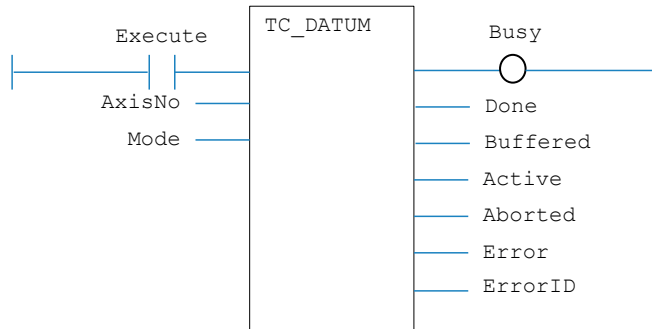 Execute
TC_DATUM
Busy
AxisNo
Done
Mode
Buffered
Active
Aborted
Error
ErrorID